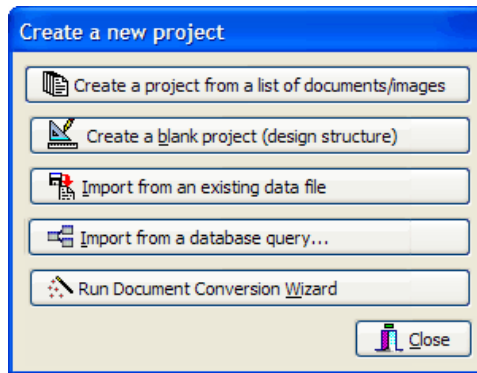 Create a new project
Create a project from a list of documents/images
Create a blank project (design structure)
Import from an existing data file
Import from a database query...
Run Document Conversion Wizard
Close